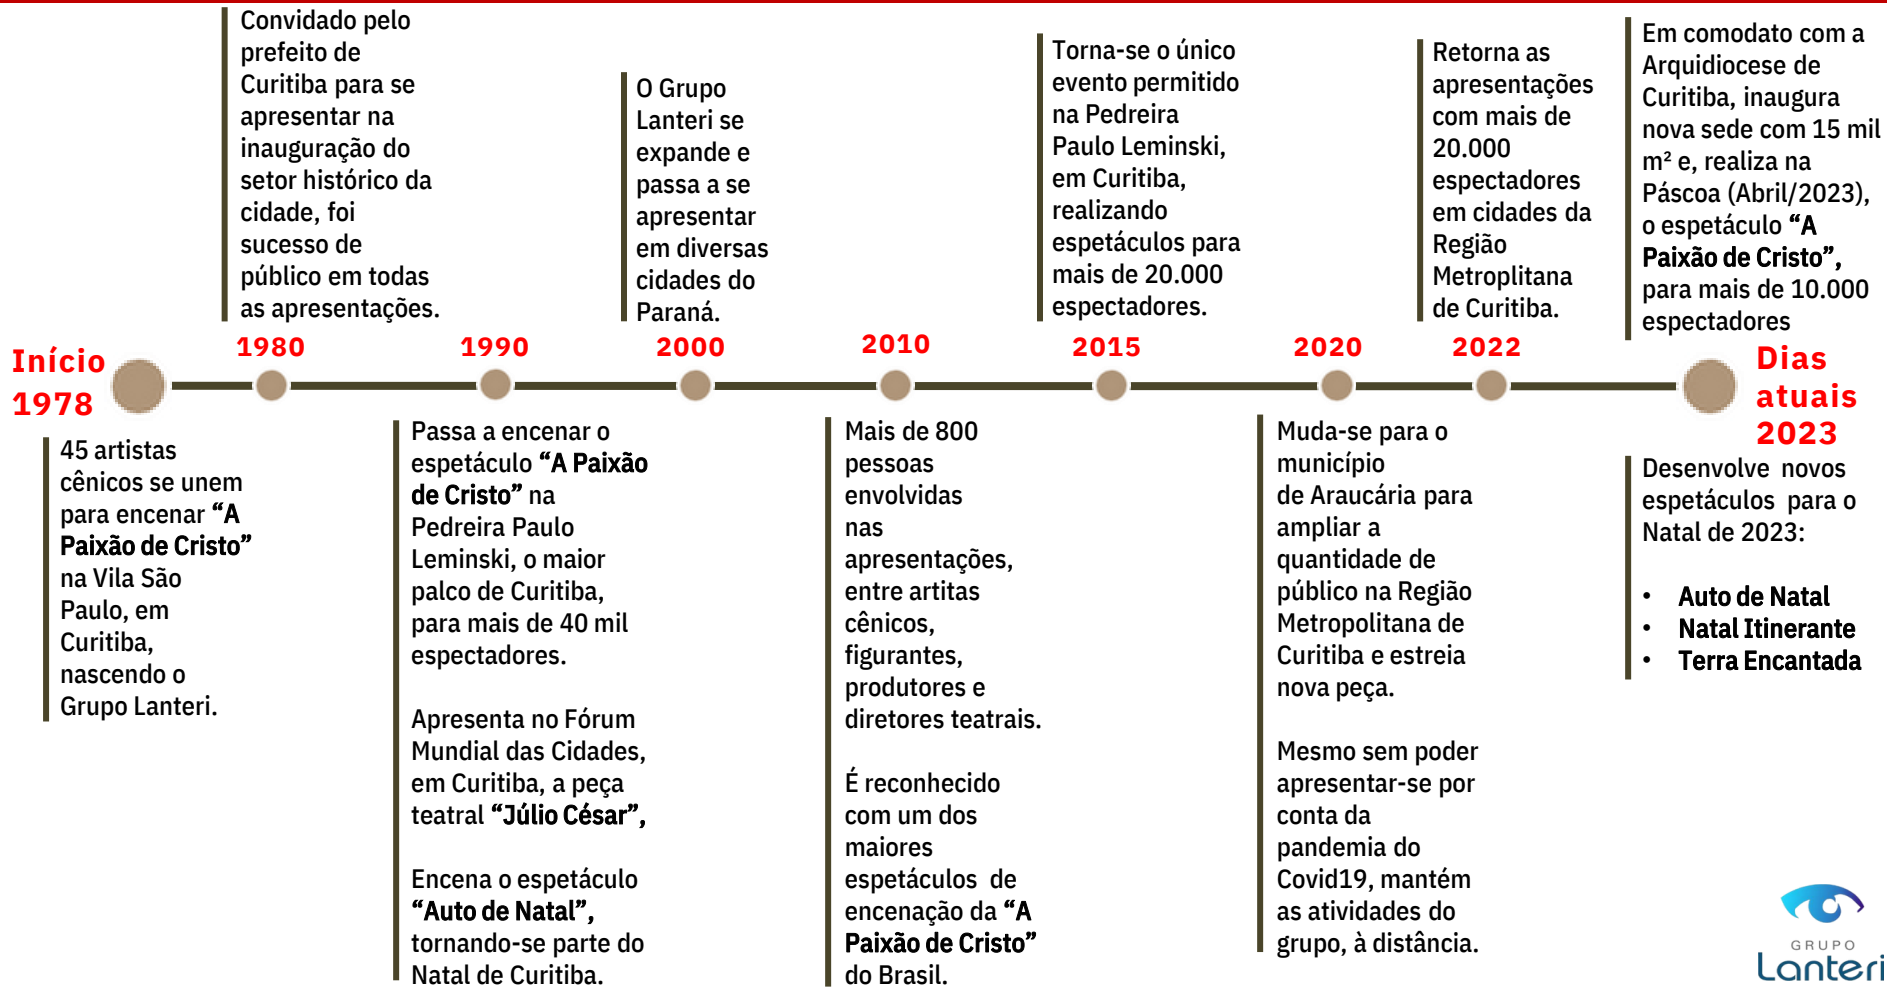 Convidado pelo
prefeito de
Curitiba para se
apresentar na
inauguração do
setor histórico da
cidade, foi
sucesso de
público em todas
as apresentações.
O Grupo
Lanteri se
expande e
passa a se
apresentar
em diversas
cidades do
Paraná.
Torna-se o único
evento permitido
na Pedreira
Paulo Leminski,
em Curitiba,
realizando
espetáculos para
mais de 20.000
espectadores.
Retorna as
apresentações
com mais de
20.000
espectadores
em cidades da
Região
Metroplitana
de Curitiba.
Em comodato com a
Arquidiocese de
Curitiba, inaugura
nova sede com 15 mil
m² e, realiza na
Páscoa (Abril/2023),
o espetáculo “A
Paixão de Cristo”,
para mais de 10.000
espectadores
Início
1978
1980
1990
2000
2010
2015
2020
2022
Dias
atuais
2023
45 artistas
cênicos se unem
para encenar “A
Paixão de Cristo”
na Vila São
Paulo, em
Curitiba,
nascendo o
Grupo Lanteri.
Passa a encenar o
espetáculo “A Paixão
de Cristo” na
Pedreira Paulo
Leminski, o maior
palco de Curitiba,
para mais de 40 mil
espectadores.
Apresenta no Fórum
Mundial das Cidades,
em Curitiba, a peça
teatral “Júlio César”,
Encena o espetáculo
“Auto de Natal”,
tornando-se parte do
Natal de Curitiba.
Mais de 800
pessoas
envolvidas
nas
apresentações,
entre artitas
cênicos,
figurantes,
produtores e
diretores teatrais.
É reconhecido
com um dos
maiores
espetáculos de
encenação da “A
Paixão de Cristo”
do Brasil.
Muda-se para o
município
de Araucária para
ampliar a
quantidade de
público na Região
Metropolitana de
Curitiba e estreia
nova peça.
Mesmo sem poder
apresentar-se por
conta da
pandemia do
Covid19, mantém
as atividades do
grupo, à distância.
Desenvolve novos
espetáculos para o
Natal de 2023:
• Auto de Natal
• Natal Itinerante
• Terra Encantada
GRUPO
Lanteri